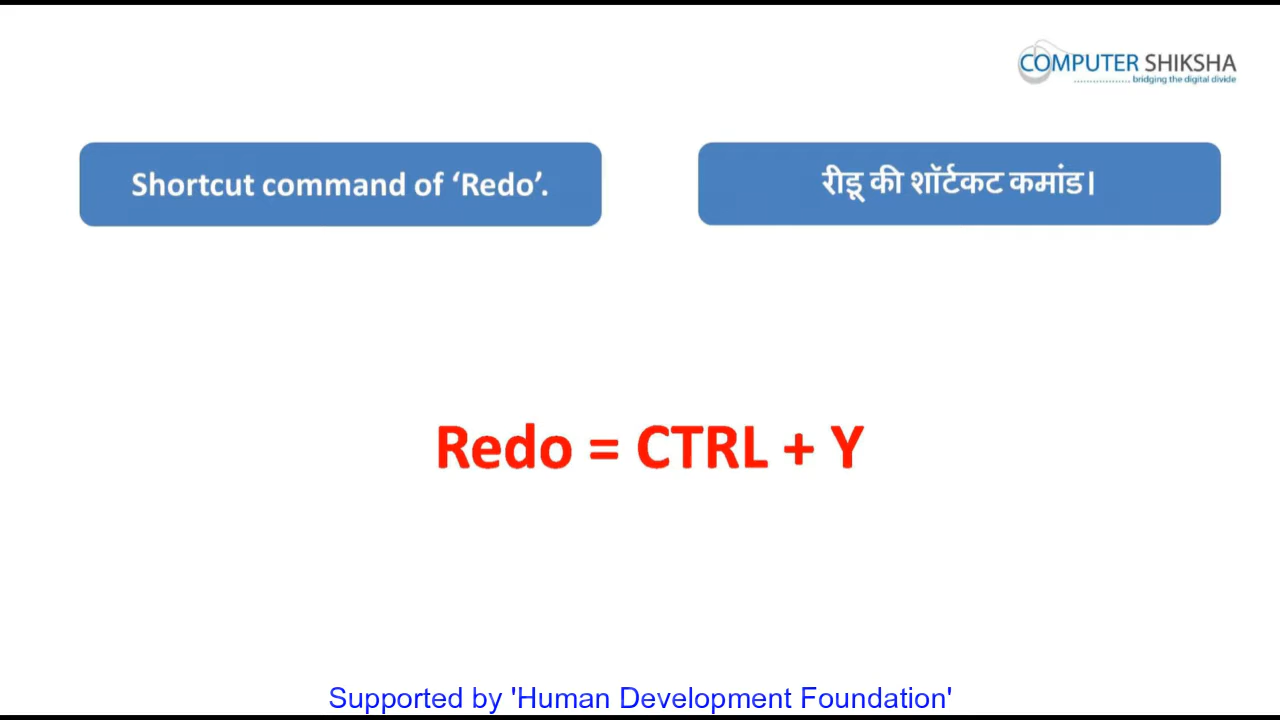 COMPUTER SHIKSHA
bridging the digital divide
Shortcut command of ‘Redo’.
रीडू की शॉर्टकट कमांड।
Redo = CTRL + Y
Supported by 'Human Development Foundation'